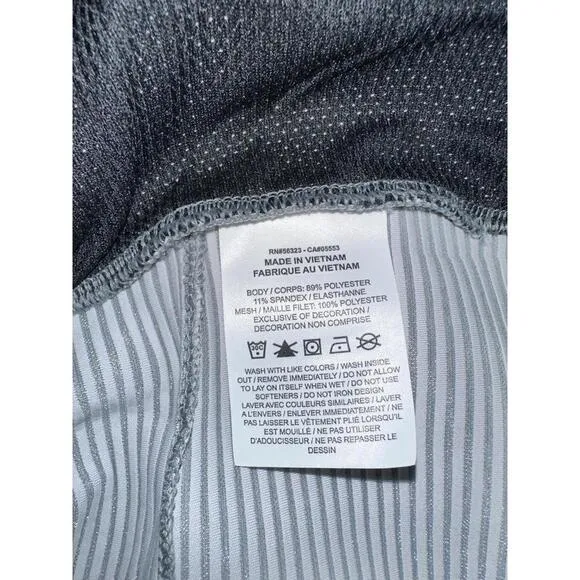 RN#56323 - CA#05553
MADE IN VIETNAM
FABRIQUE AU VIETNAM
BODY / CORPS: 89% POLYESTER
11% SPANDEX / ELASTHANNE
MESH / MAILLE FILET: 100% POLYESTER
EXCLUSIVE OF DECORATION /
DECORATION NON COMPRISE
30C
WASH WITH LIKE COLORS / WASH INSIDE
OUT / REMOVE IMMEDIATELY / DO NOT ALLOW
TO LAY ON ITSELF WHEN WET / DO NOT USE
SOFTENERS / DO NOT IRON DESIGN
LAVER AVEC COULEURS SIMILAIRES / LAVER
A L'ENVERS / ENLEVER IMMEDIATEMENT / NE
PAS LAISSER LE VÊTEMENT PLIÉ LORSQU'IL
EST MOUILLÉ / NE PAS UTILISER
D'ADOUCISSEUR / NE PAS REPASSER LE
DESSIN